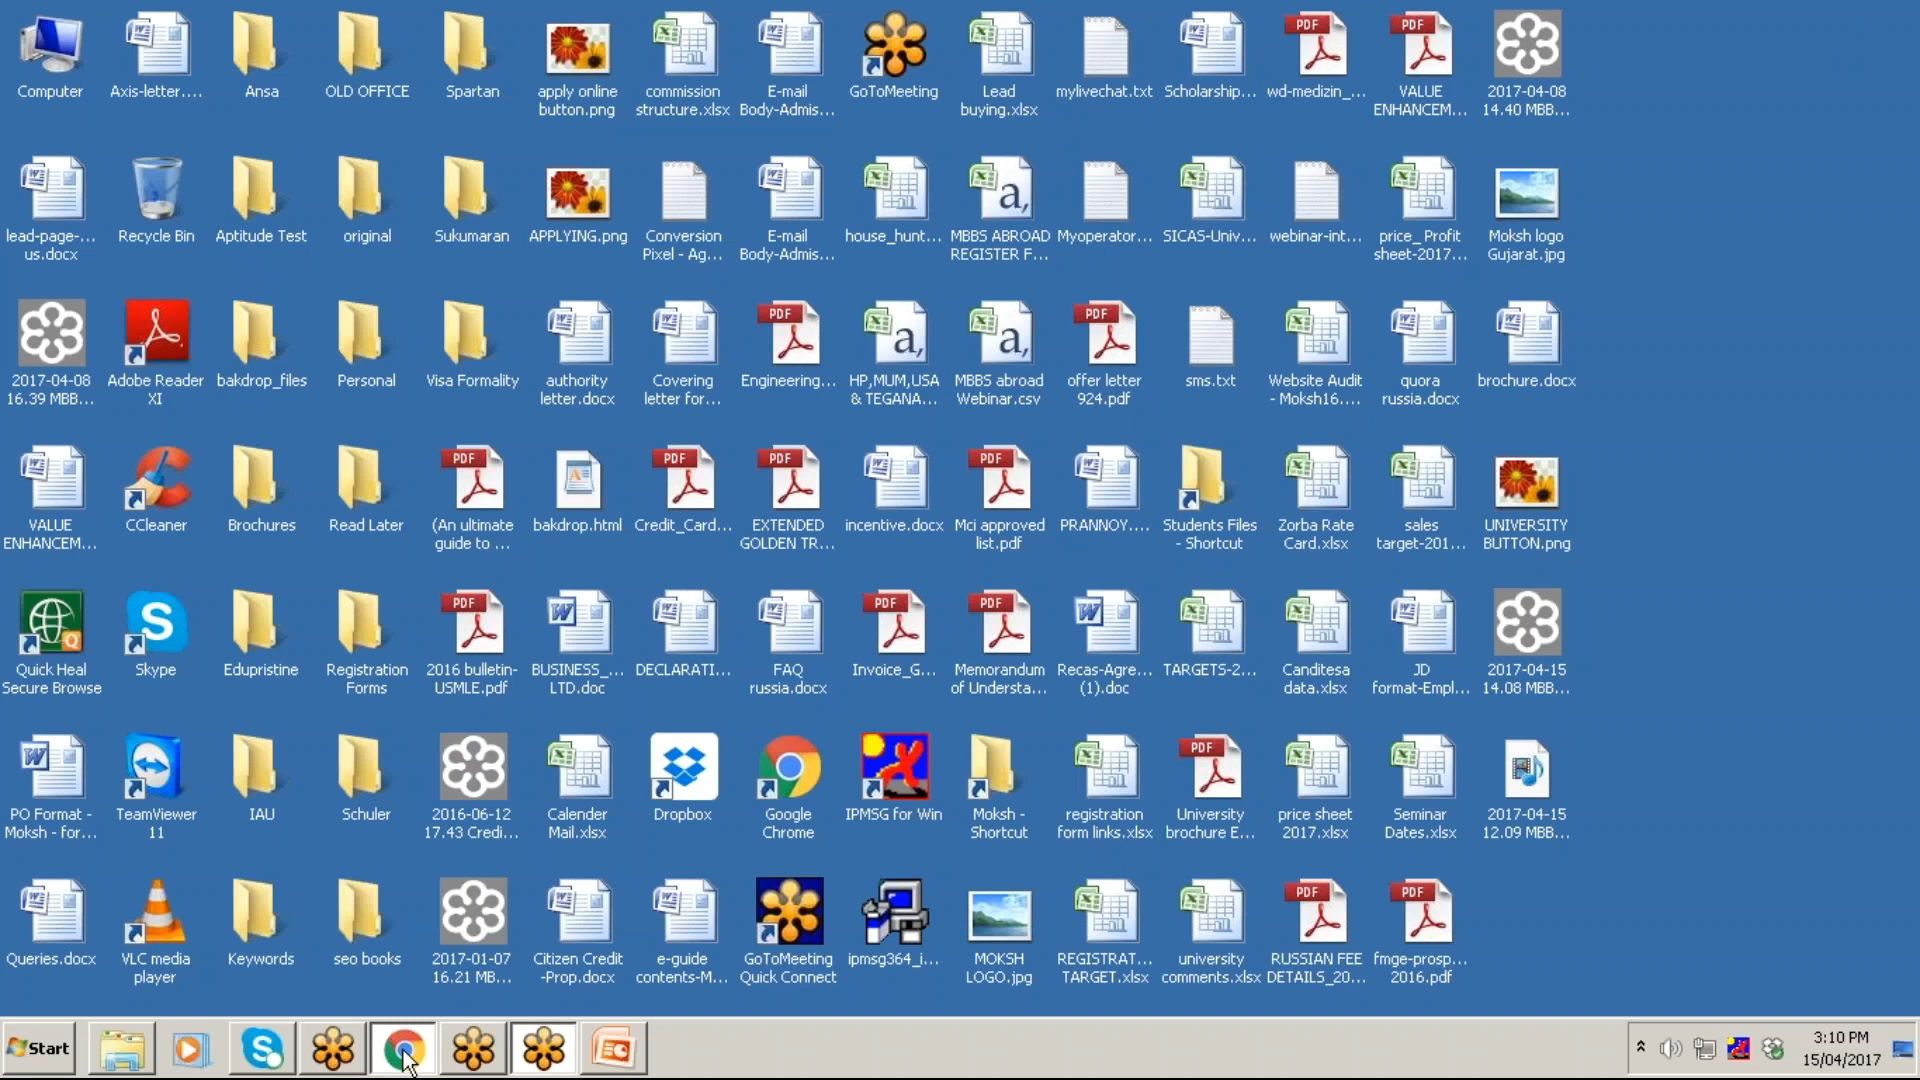 Computer
Axis-letter....
Ansa
OLD OFFICE
Spartan
apply online
button.png
commission
structure.xlsx
E-mail
Body-Admis...
GoToMeeting
Lead
buying.xlsx
mylivechat.txt
Scholarship...
wd-medizin_...
VALUE
ENHANCEM...
2017-04-08
14.40 MBB...
lead-page-...
us.docx
Recycle Bin
Aptitude Test
original
Sukumaran
APPLYING.png
Conversion
Pixel - Ag...
E-mail
Body-Admis...
house_hunt...
MBBS ABROAD
REGISTER F...
Myoperator...
SICAS-Univ...
webinar-int...
price_ Profit
sheet-2017...
Moksh logo
Gujarat.jpg
2017-04-08
16.39 MBB...
Adobe Reader
XI
bakdrop_files
Personal
Visa Formality
authority
letter.docx
Covering
letter for...
Engineering...
HP,MUM,USA
& TEGANA...
MBBS abroad
Webinar.csv
offer letter
924.pdf
sms.txt
Website Audit
- Moksh16....
quora
russia.docx
brochure.docx
VALUE
ENHANCEM...
CCleaner
Brochures
Read Later
(An ultimate
guide to ...
bakdrop.html
Credit_Card...
EXTENDED
GOLDEN TR...
incentive.docx
Mci approved
list.pdf
PRANNOY....
Students Files
- Shortcut
Zorba Rate
Card.xlsx
sales
target-201...
UNIVERSITY
BUTTON.png
Quick Heal
Secure Browse
Skype
Edupristine
Registration
Forms
2016 bulletin-
USMLE.pdf
BUSINESS_...
LTD.doc
DECLARATI...
FAQ
russia.docx
Invoice_G...
Memorandum
of Understa...
Recas-Agre...
(1).doc
TARGETS-2...
Canditesa
data.xlsx
JD
format-Empl...
2017-04-15
14.08 MBB...
PO Format -
Moksh - for...
TeamViewer
11
IAU
Schuler
2016-06-12
17.43 Credi...
Calender
Mail.xlsx
Dropbox
Google
Chrome
IPMSG for Win
Moksh -
Shortcut
registration
form links.xlsx
University
brochure E...
price sheet
2017.xlsx
Seminar
Dates.xlsx
2017-04-15
12.09 MBB...
Queries.docx
VLC media
player
Keywords
seo books
2017-01-07
16.21 MB...
Citizen Credit
-Prop.docx
e-guide
contents-M...
GoToMeeting
Quick Connect
ipmsg364_i...
MOKSH
LOGO.jpg
REGISTRAT...
TARGET.xlsx
university
comments.xlsx
RUSSIAN FEE
DETAILS_20...
fmge-prosp...
2016.pdf
Start
3:10 PM
15/04/2017